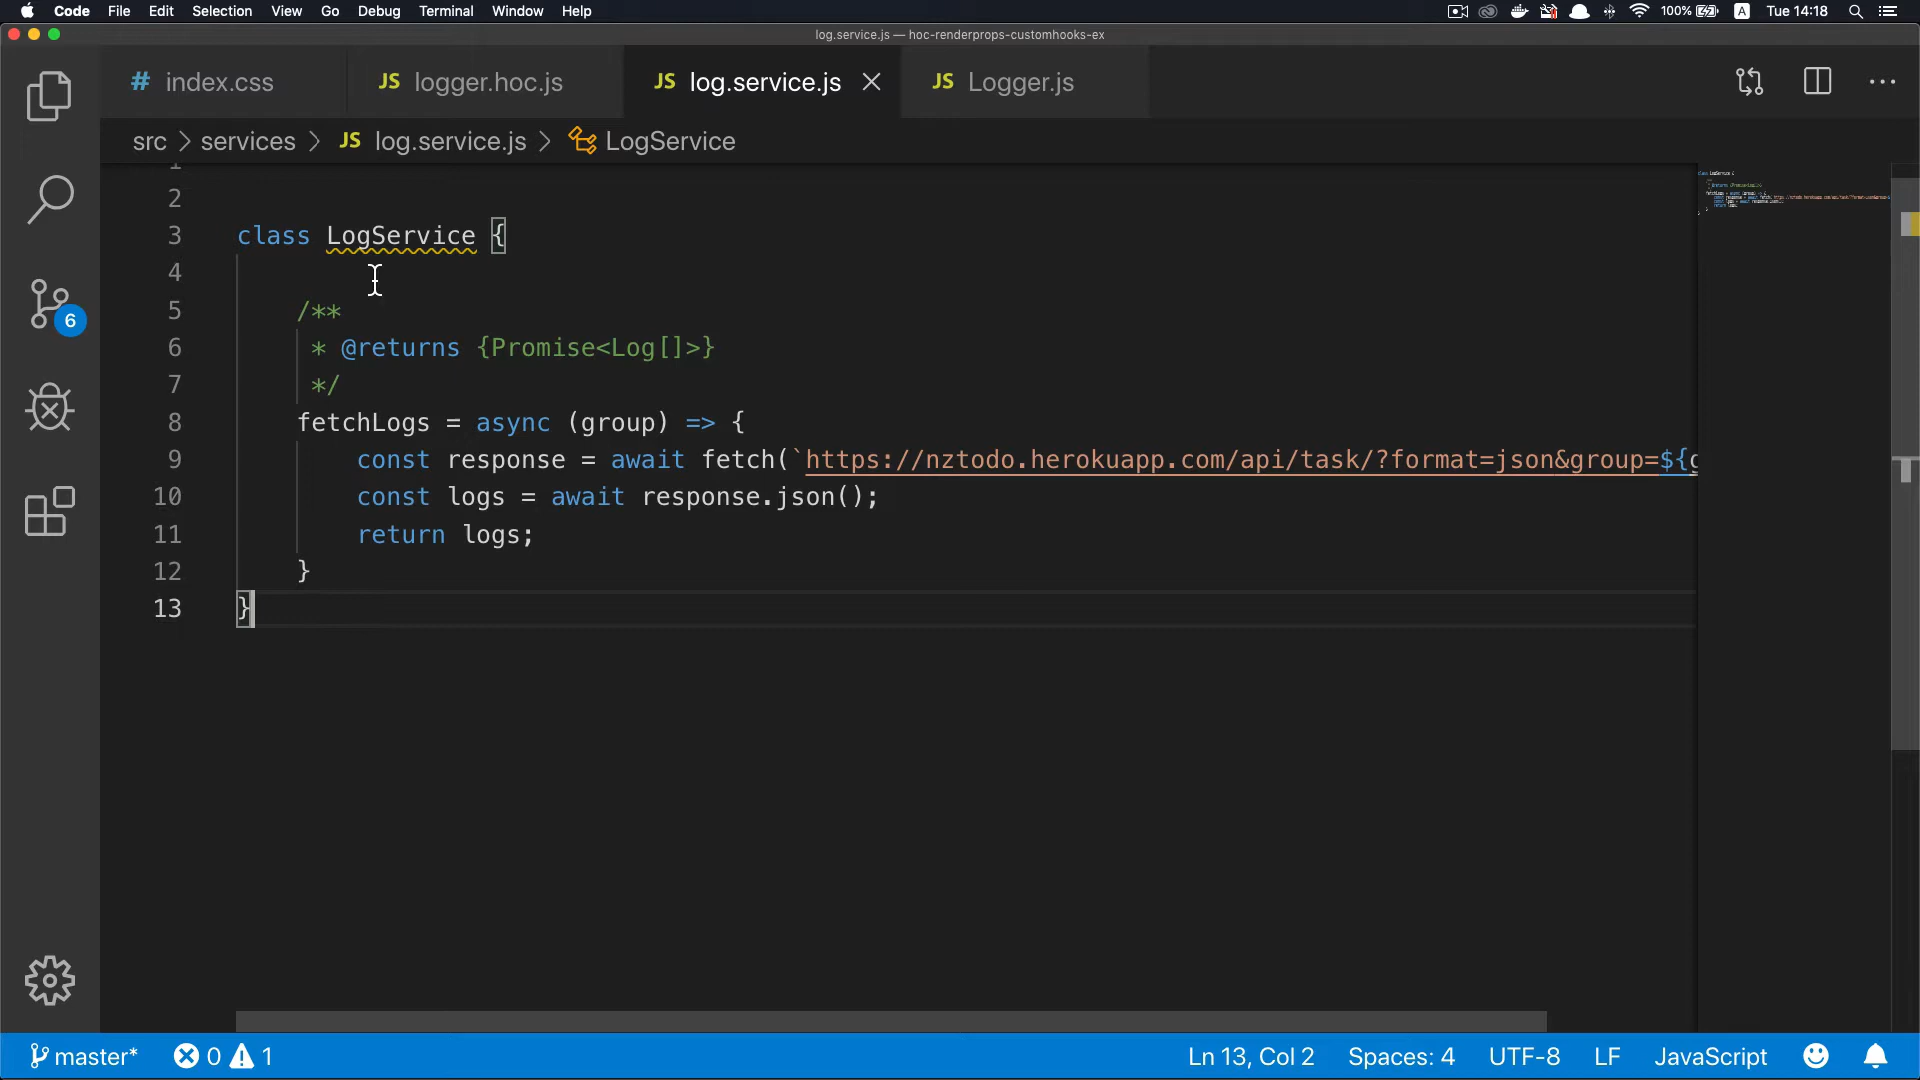 Code File Edit Selection View Go Debug Terminal Window Help 100% A Tue 14:18
log.service.js — hoc-renderprops-customhooks-ex
# index.css JS logger.hoc.js JS log.service.js JS Logger.js
src > services > JS log.service.js > LogService
1
2
3 class LogService {
4
5 /**
6 * @returns {Promise<Log[]>}
7 */
8 fetchLogs = async (group) => {
9 const response = await fetch(`https://nztodo.herokuapp.com/api/task/?format=json&group=${g
10 const logs = await response.json();
11 return logs;
12 }
13 }
6
master* 0 1 Ln 13, Col 2 Spaces: 4 UTF-8 LF JavaScript